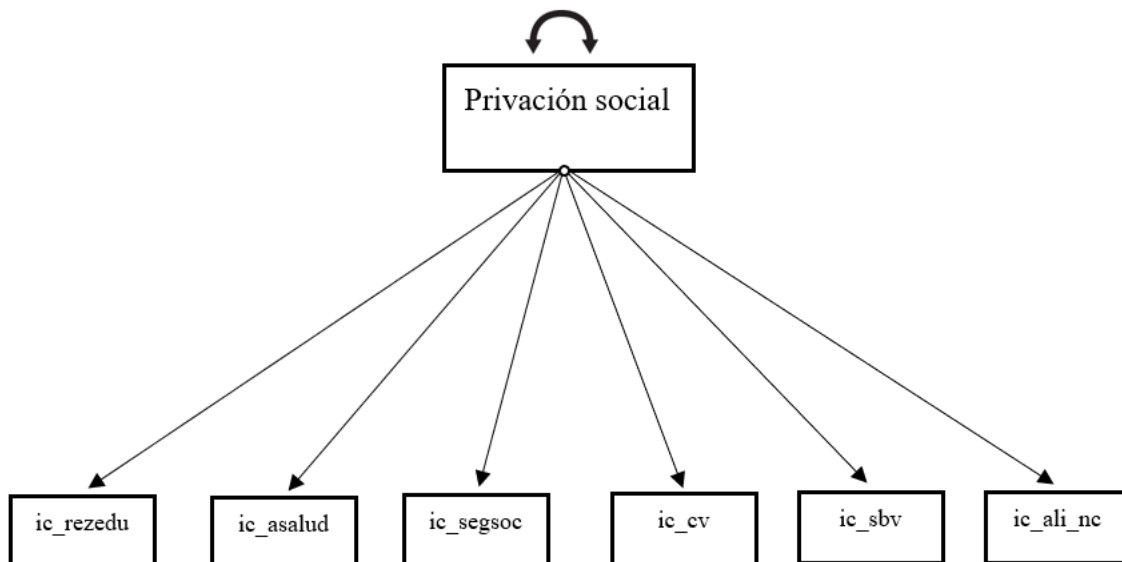 Privación social
ic_rezedu
ic_asalud
ic_segsoc
ic_cv
ic_sbv
ic_ali_nc